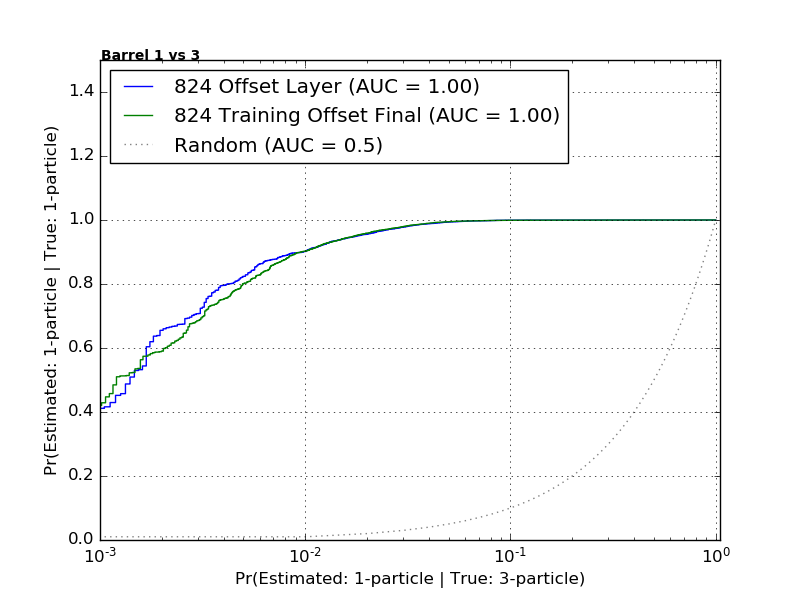 Barrel 1 vs 3
824 Offset Layer (AUC = 1.00)
824 Training Offset Final (AUC = 1.00)
Random (AUC = 0.5)
1.4
1.2
1.0
0.8
0.6
0.4
0.2
0.0
Pr(Estimated: 1-particle | True: 1-particle)
10⁻³
10⁻²
10⁻¹
10⁰
Pr(Estimated: 1-particle | True: 3-particle)